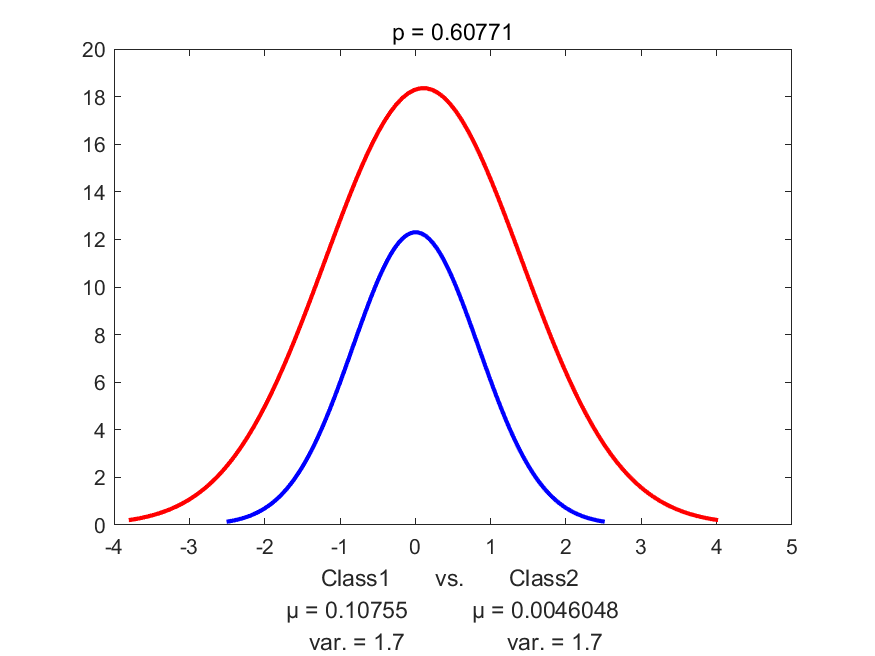 p = 0.60771
20
18
16
14
12
10
8
6
4
2
0
-4 -3 -2 -1 0 1 2 3 4 5
Class1 vs. Class2
μ = 0.10755 μ = 0.0046048
var. = 1.7 var. = 1.7